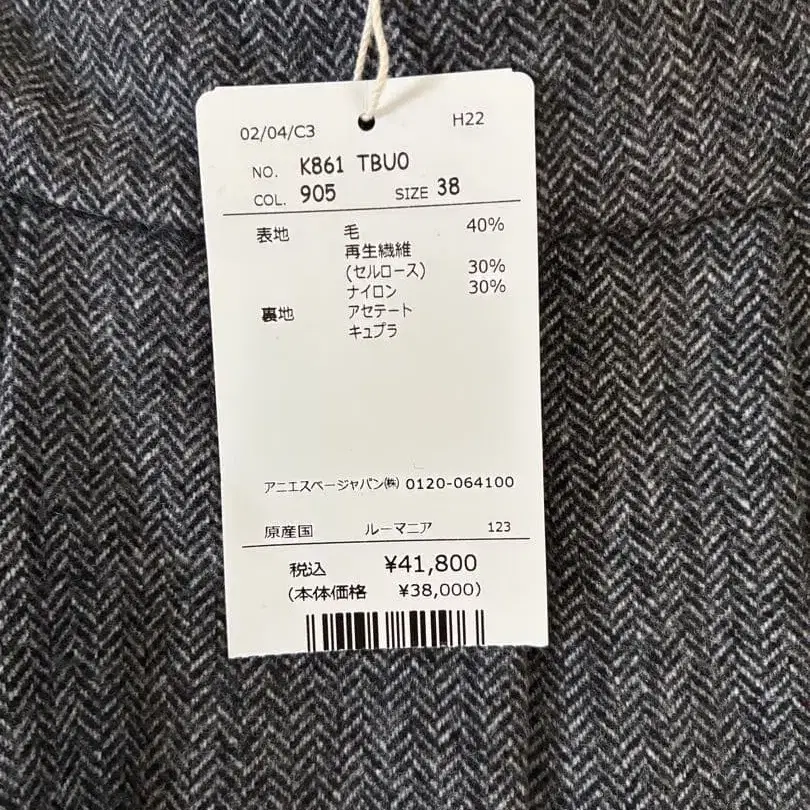 02/04/C3 H22
NO. K861 TBU0
COL. 905 SIZE 38
表地 毛 40%
再生繊維
(セルロース) 30%
ナイロン 30%
裏地 アセテート
キュプラ
アニエスベージャパン㈱ 0120-064100
原産国 ルーマニア 123
税込 ¥41,800
(本体価格 ¥38,000)